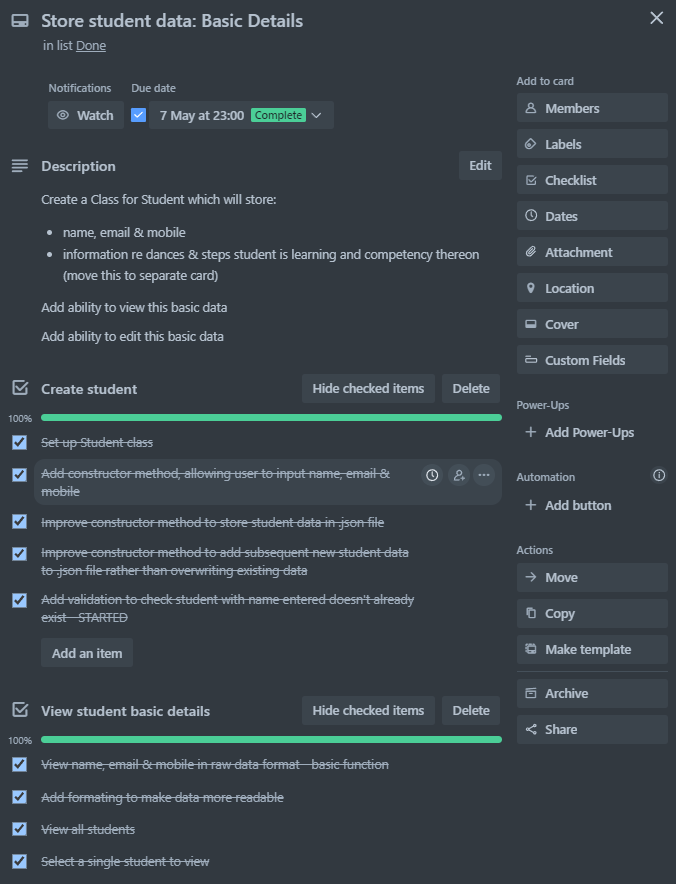 Store student data: Basic Details
in list Done
Notifications
Due date
Watch
7 May at 23:00 Complete
Description
Edit
Create a Class for Student which will store:
• name, email & mobile
• information re dances & steps student is learning and competency thereon
(move this to separate card)
Add ability to view this basic data
Add ability to edit this basic data
Create student
Hide checked items
Delete
100%
Set up Student class
Add constructor method, allowing user to input name, email &
mobile
Improve constructor method to store student data in .json file
Improve constructor method to add subsequent new student data
to .json file rather than overwriting existing data
Add validation to check student with name entered doesn't already
exist - STARTED
Add an item
View student basic details
Hide checked items
Delete
100%
View name, email & mobile in raw data format - basic function
Add formating to make data more readable
View all students
Select a single student to view
Add to card
Members
Labels
Checklist
Dates
Attachment
Location
Cover
Custom Fields
Power-Ups
+ Add Power-Ups
Automation
+ Add button
Actions
Move
Copy
Make template
Archive
Share